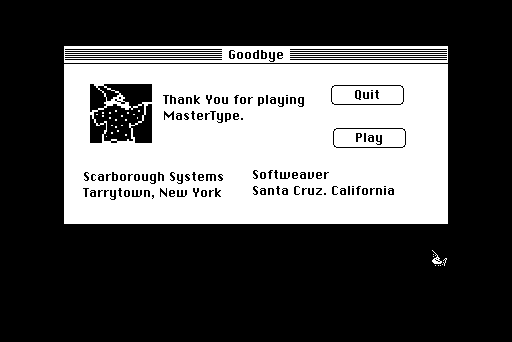 Goodbye
Thank You for playing
MasterType.
Quit
Play
Scarborough Systems
Tarrytown, New York
Softweaver
Santa Cruz. California